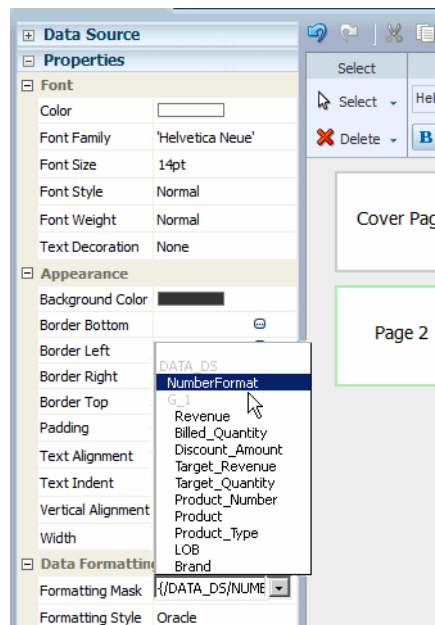 Data Source
Properties
Select
Font
Color
Select
Hel
Font Family 'Helvetica Neue'
Delete
B
Font Size 14pt
Font Style Normal
Font Weight Normal
Cover Pag
Text Decoration None
Appearance
Background Color
Border Bottom
Page 2
Border Left
DATA_DS
Border Right
NumberFormat
Border Top
G_1
Revenue
Padding
Billed_Quantity
Text Alignment
Discount_Amount
Target_Revenue
Text Indent
Target_Quantity
Product_Number
Vertical Alignment
Product
Product_Type
Width
LOB
Data Formatting
Brand
Formatting Mask {/DATA_DS/NUME
Formatting Style Oracle